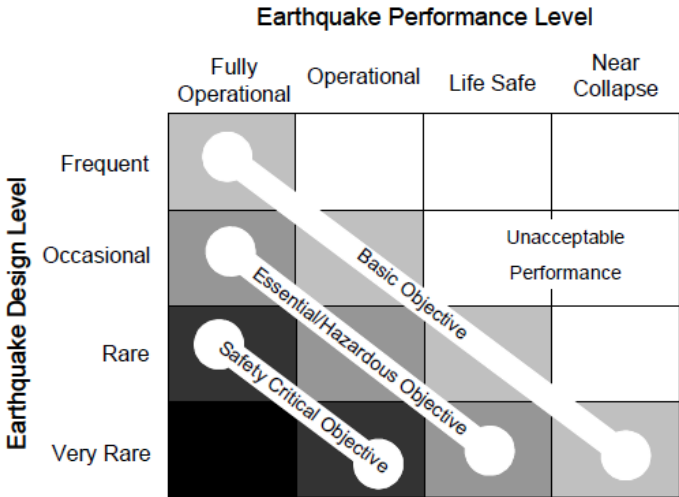 Earthquake Performance Level
Fully
Operational
Operational
Life Safe
Near
Collapse
Earthquake Design Level
Frequent
Occasional
Rare
Very Rare
Unacceptable
Performance
Basic Objective
Essential/Hazardous Objective
Safety Critical Objective